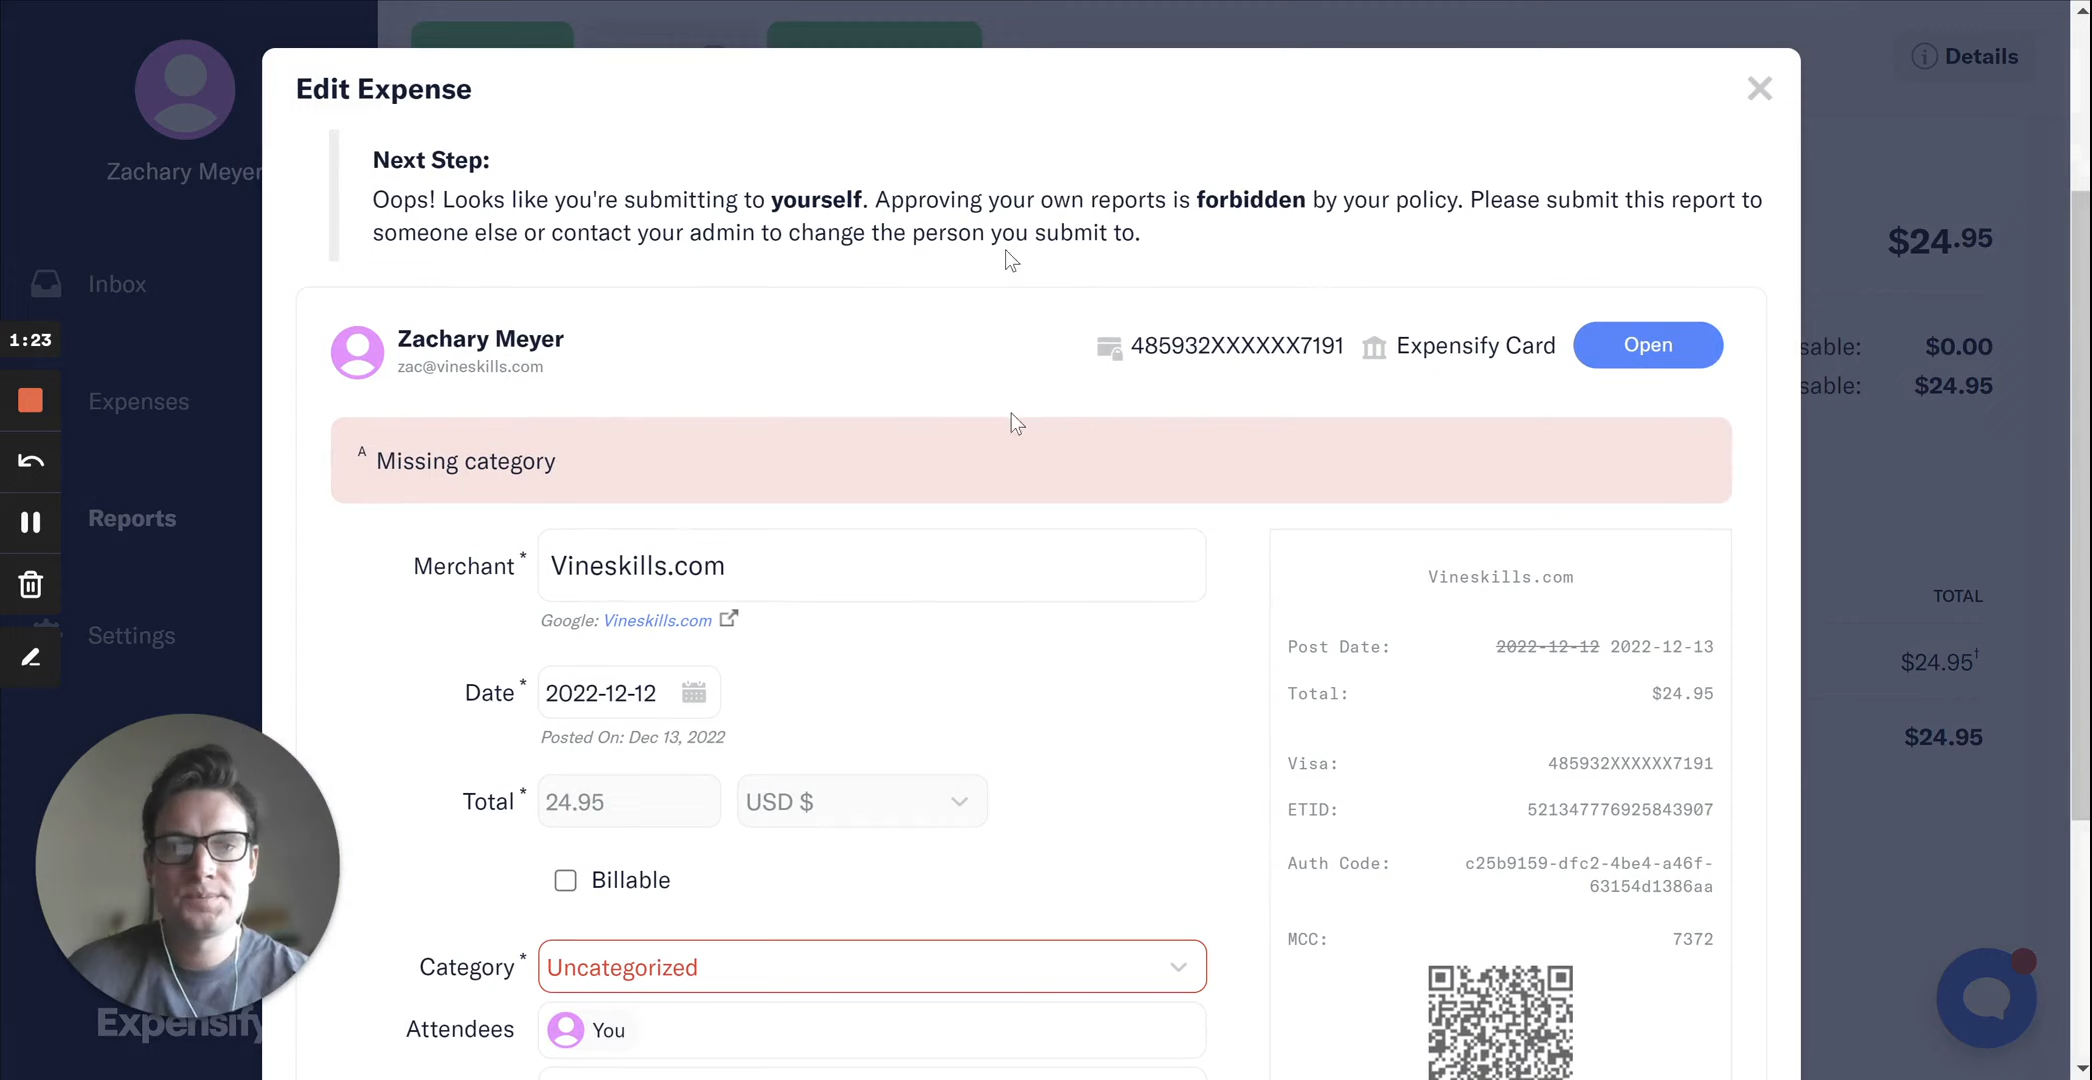 Details
Edit Expense
Zachary Meyer
Next Step:
Oops! Looks like you're submitting to yourself. Approving your own reports is forbidden by your policy. Please submit this report to
someone else or contact your admin to change the person you submit to.
$24.95
Inbox
1:23
Zachary Meyer
zac@vineskills.com
485932XXXXXX7191
Expensify Card
Open
sable: $0.00
sable: $24.95
Expenses
A Missing category
Reports
Merchant * Vineskills.com
Google: Vineskills.com
Vineskills.com
TOTAL
Settings
Post Date: 2022-12-12 2022-12-13
$24.95†
Date * 2022-12-12
Posted On: Dec 13, 2022
Total: $24.95
$24.95
Visa: 485932XXXXXX7191
Total * 24.95 USD $
ETID: 521347776925843907
Auth Code: c25b9159-dfc2-4be4-a46f-
63154d1386aa
Billable
MCC: 7372
Category * Uncategorized
Attendees You
Expensify